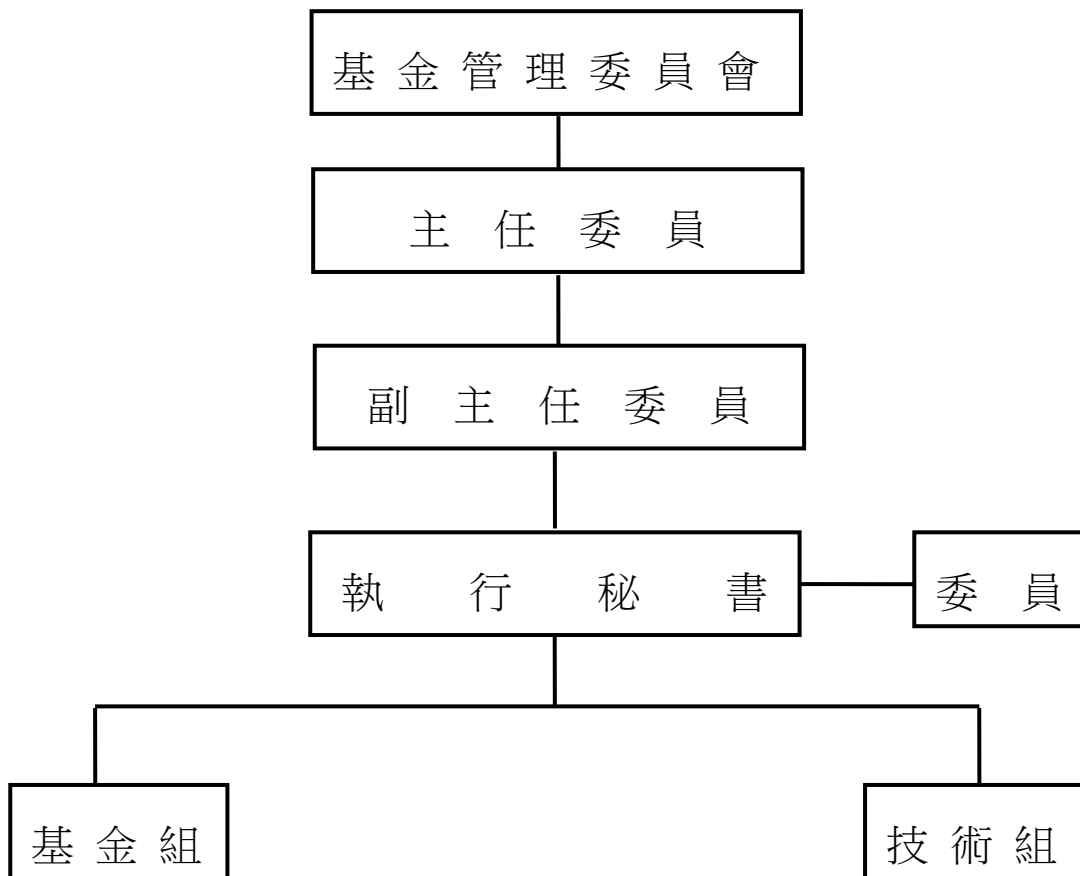 基金管理委員會
主任委員
副主任委員
執行秘書
委員
基金組
技術組